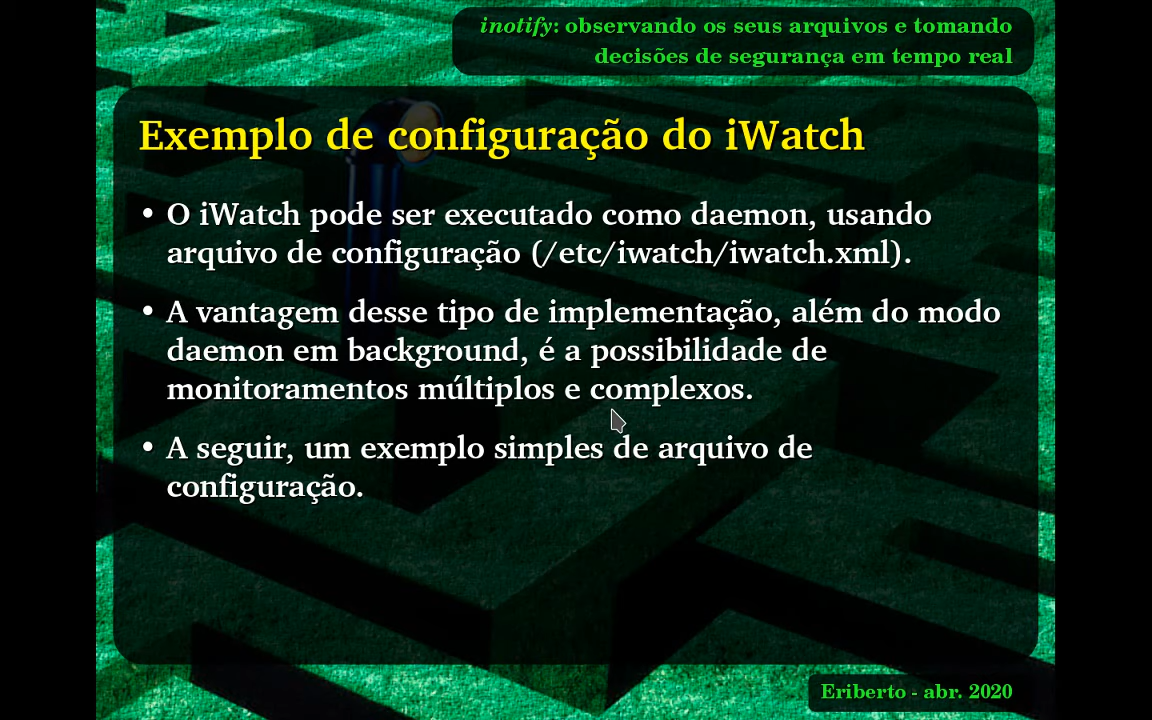 inotify: observando os seus arquivos e tomando
decisões de segurança em tempo real
Exemplo de configuração do iWatch
• O iWatch pode ser executado como daemon, usando
arquivo de configuração (/etc/iwatch/iwatch.xml).
• A vantagem desse tipo de implementação, além do modo
daemon em background, é a possibilidade de
monitoramentos múltiplos e complexos.
• A seguir, um exemplo simples de arquivo de
configuração.
Eriberto - abr. 2020